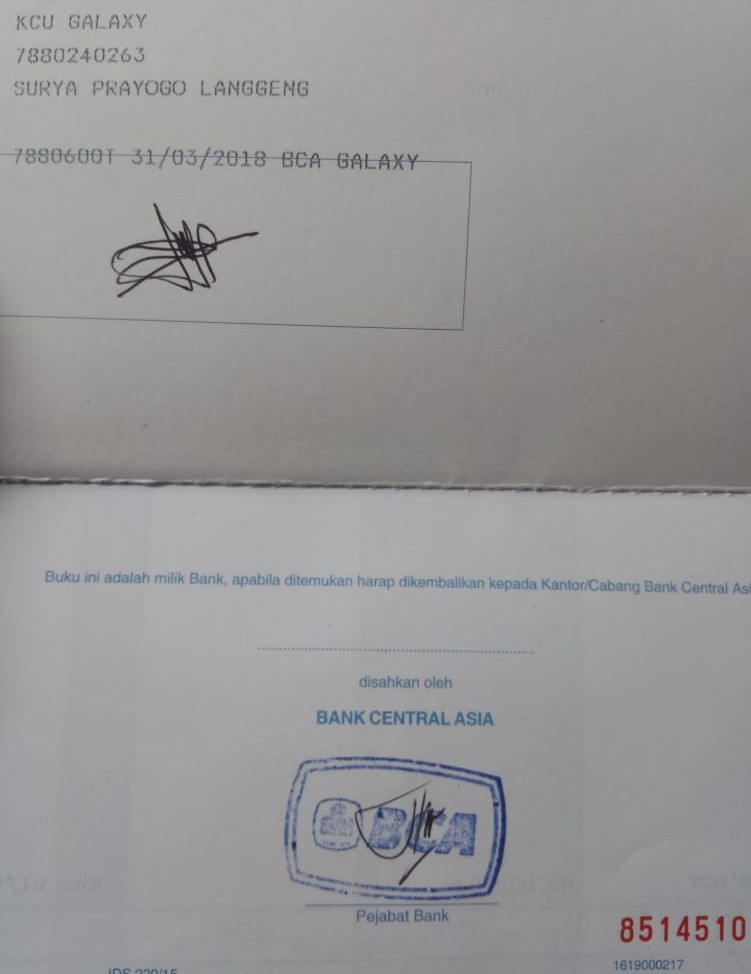 KCU GALAXY
7880240263
SURYA PRAYOGO LANGGENG
7880600T 31/03/2018 BCA GALAXY
Buku ini adalah milik Bank, apabila ditemukan harap dikembalikan kepada Kantor/Cabang Bank Central Asi
disahkan oleh
BANK CENTRAL ASIA
BCA
Pejabat Bank
8514510
1619000217